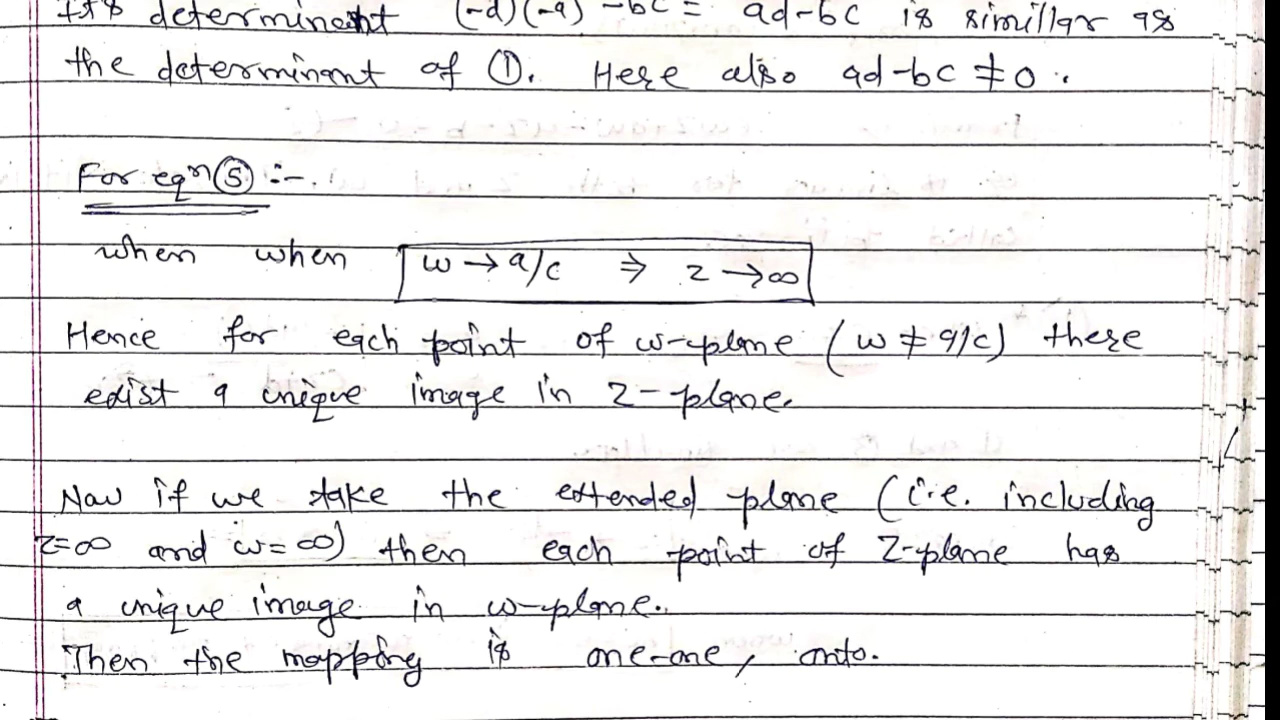 Its determinant (-d)(-a) -bc = ad-bc is simillar as
the determinant of ①. Here also ad-bc ≠ 0.
For eqⁿ ⑤ :-
when when w → a/c ⇒ z → ∞
Hence for each point of w-plane ( w ≠ a/c) there
exist a unique image in z-plane.
Now if we take the extended plane (i.e. including
z=∞ and w=∞) then each point of z-plane has
a unique image in w-plane.
Then the mapping is one-one, onto.